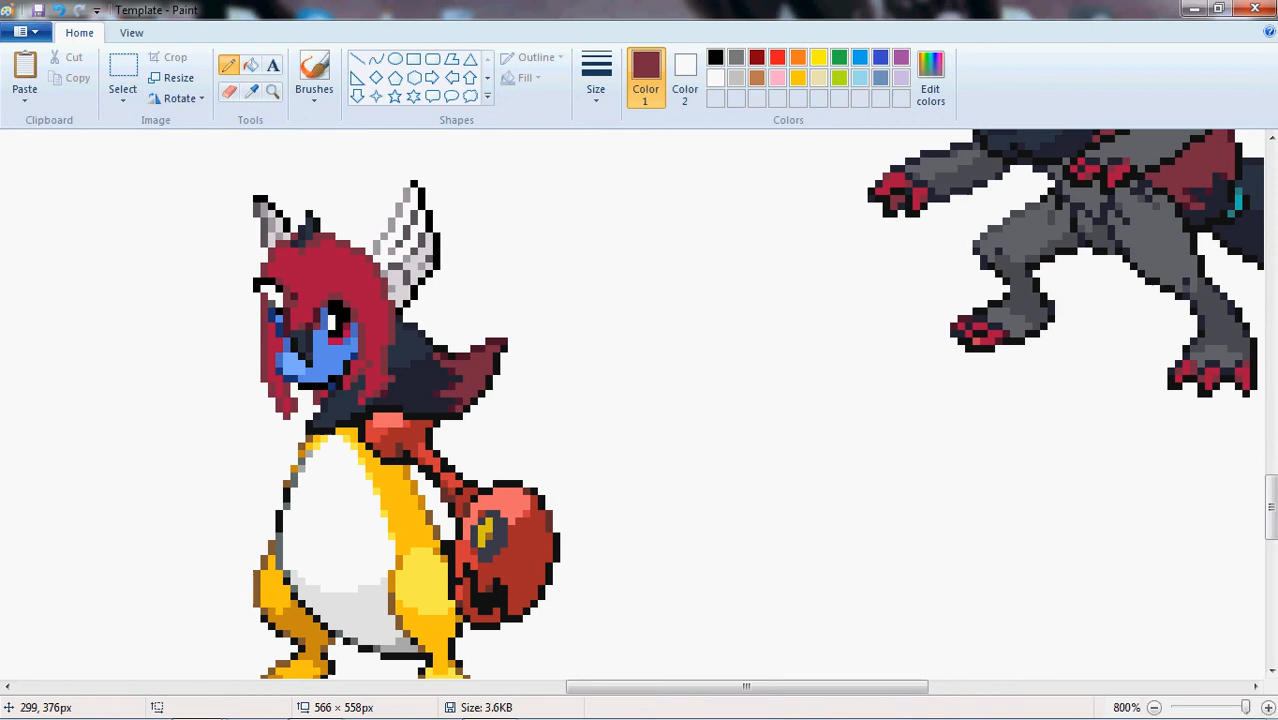 Template - Paint
Home View
Paste
Cut
Copy
Clipboard
Select
Crop
Resize
Rotate
Image
A
Tools
Brushes
Outline
Fill
Shapes
Size
Color 1
Color 2
Edit colors
Colors
299, 376px
566 × 558px
Size: 3.6KB
800%